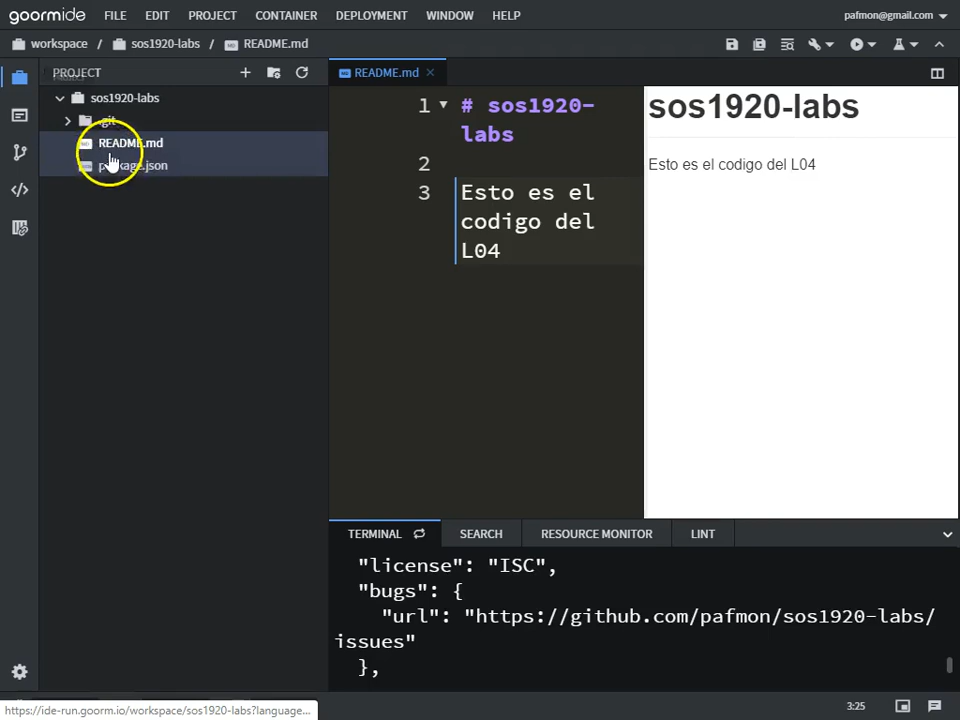 goormide FILE EDIT PROJECT CONTAINER DEPLOYMENT WINDOW HELP pafmon@gmail.com
workspace / sos1920-labs / README.md
PROJECT
README.md
sos1920-labs
.git
README.md
package.json
1 # sos1920-
labs
2
3 Esto es el
codigo del
L04
sos1920-labs
Esto es el codigo del L04
TERMINAL SEARCH RESOURCE MONITOR LINT
"license": "ISC",
"bugs": {
"url": "https://github.com/pafmon/sos1920-labs/
issues"
},
https://ide-run.goorm.io/workspace/sos1920-labs?language...
3:25